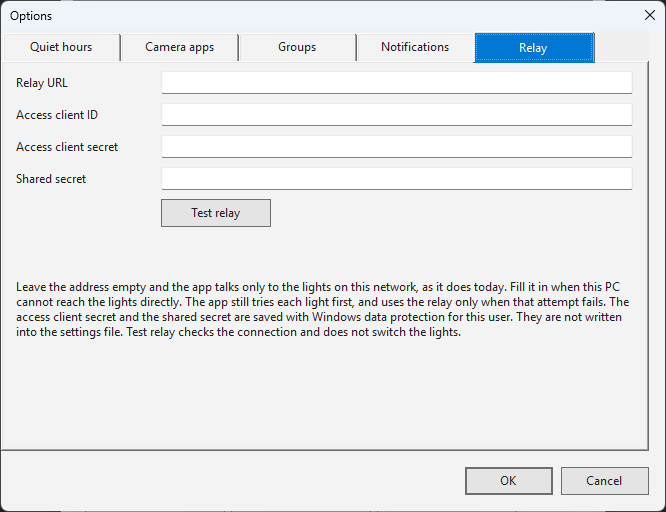 Options
Quiet hours
Camera apps
Groups
Notifications
Relay
Relay URL
Access client ID
Access client secret
Shared secret
Test relay
Leave the address empty and the app talks only to the lights on this network, as it does today. Fill it in when this PC
cannot reach the lights directly. The app still tries each light first, and uses the relay only when that attempt fails. The
access client secret and the shared secret are saved with Windows data protection for this user. They are not written
into the settings file. Test relay checks the connection and does not switch the lights.
OK
Cancel